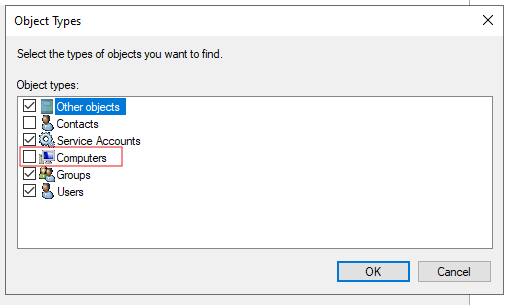 Object Types
Select the types of objects you want to find.
Object types:
Other objects
Contacts
Service Accounts
Computers
Groups
Users
OK
Cancel